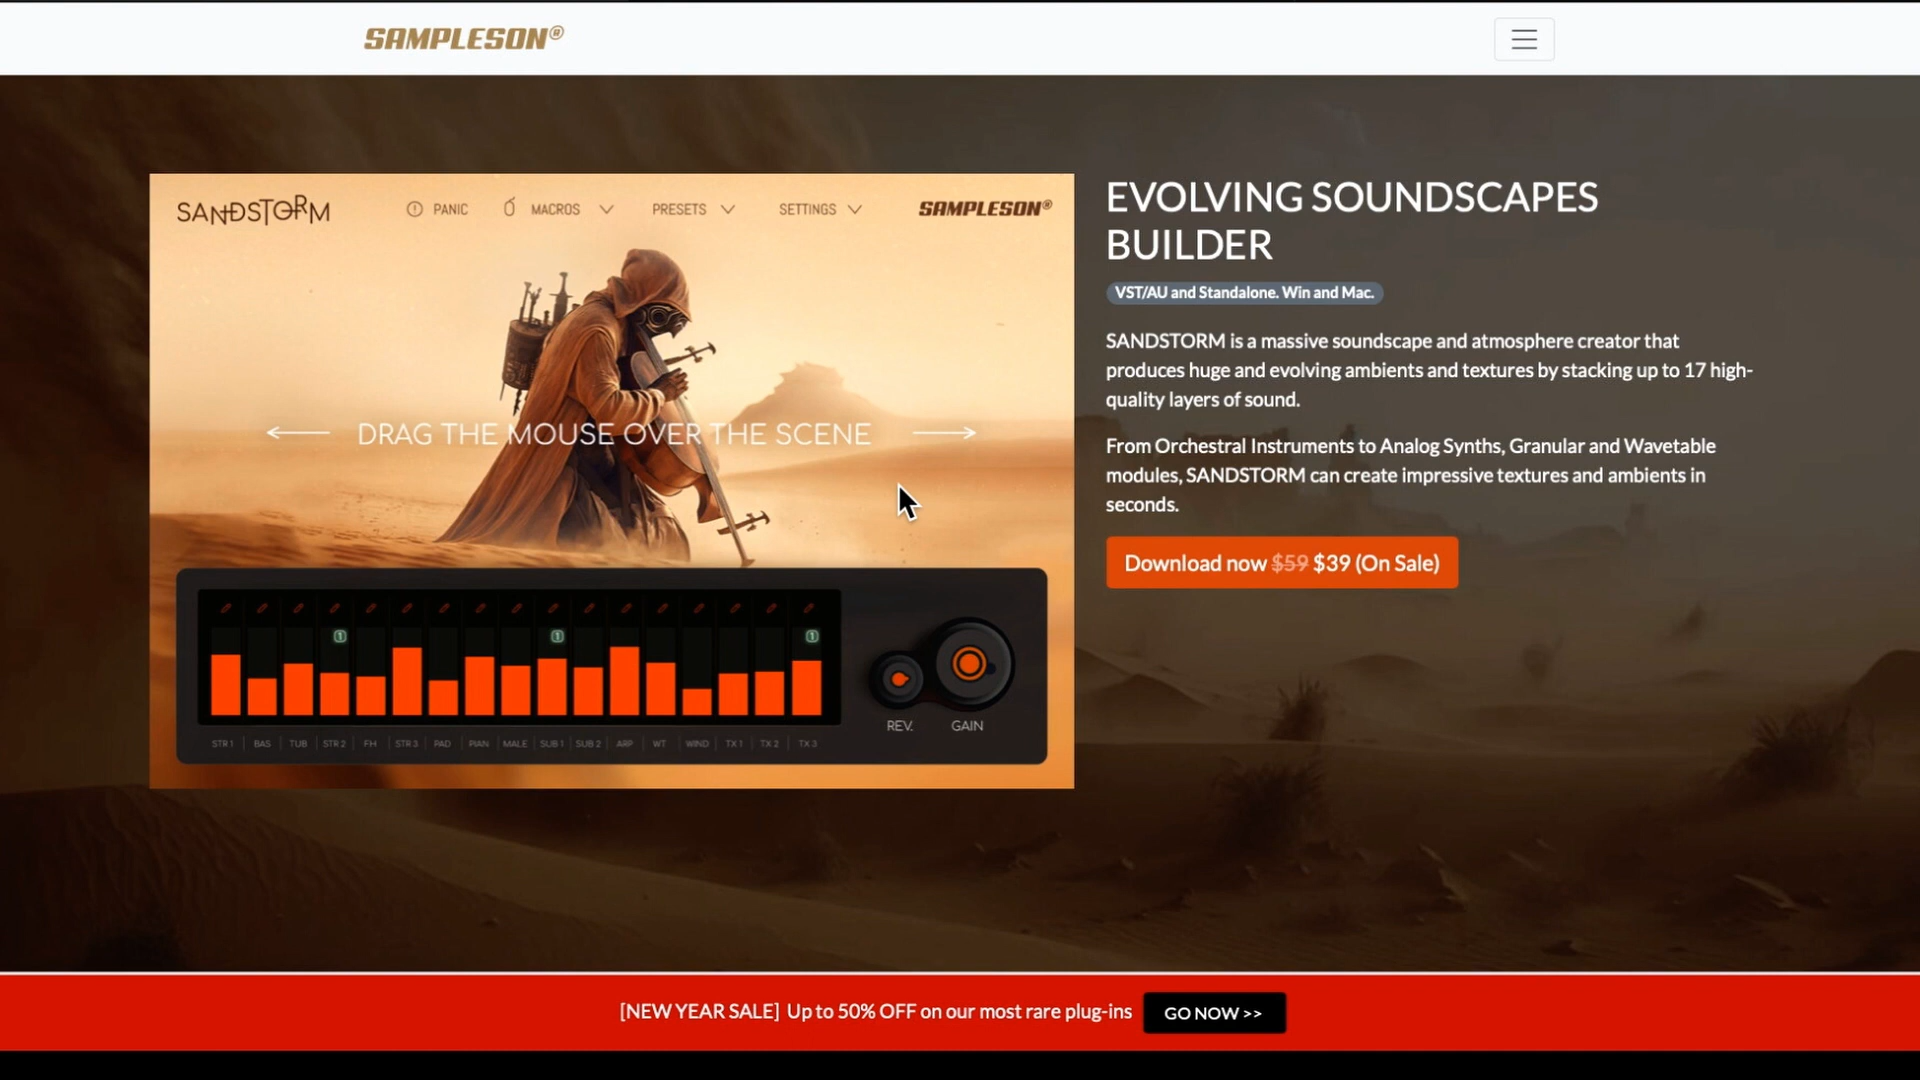 SAMPLESON®
SANDSTORM
PANIC
MACROS
PRESETS
SETTINGS
SAMPLESON®
DRAG THE MOUSE OVER THE SCENE
1 1 1
STR 1 BAS TUB STR 2 FH STR 3 PAD PIAN MALE SUB 1 SUB 2 ARP WT WIND TX 1 TX 2 TX 3
REV. GAIN
EVOLVING SOUNDSCAPES
BUILDER
VST/AU and Standalone. Win and Mac.
SANDSTORM is a massive soundscape and atmosphere creator that
produces huge and evolving ambients and textures by stacking up to 17 high-
quality layers of sound.
From Orchestral Instruments to Analog Synths, Granular and Wavetable
modules, SANDSTORM can create impressive textures and ambients in
seconds.
Download now $59 $39 (On Sale)
[NEW YEAR SALE] Up to 50% OFF on our most rare plug-ins
GO NOW >>